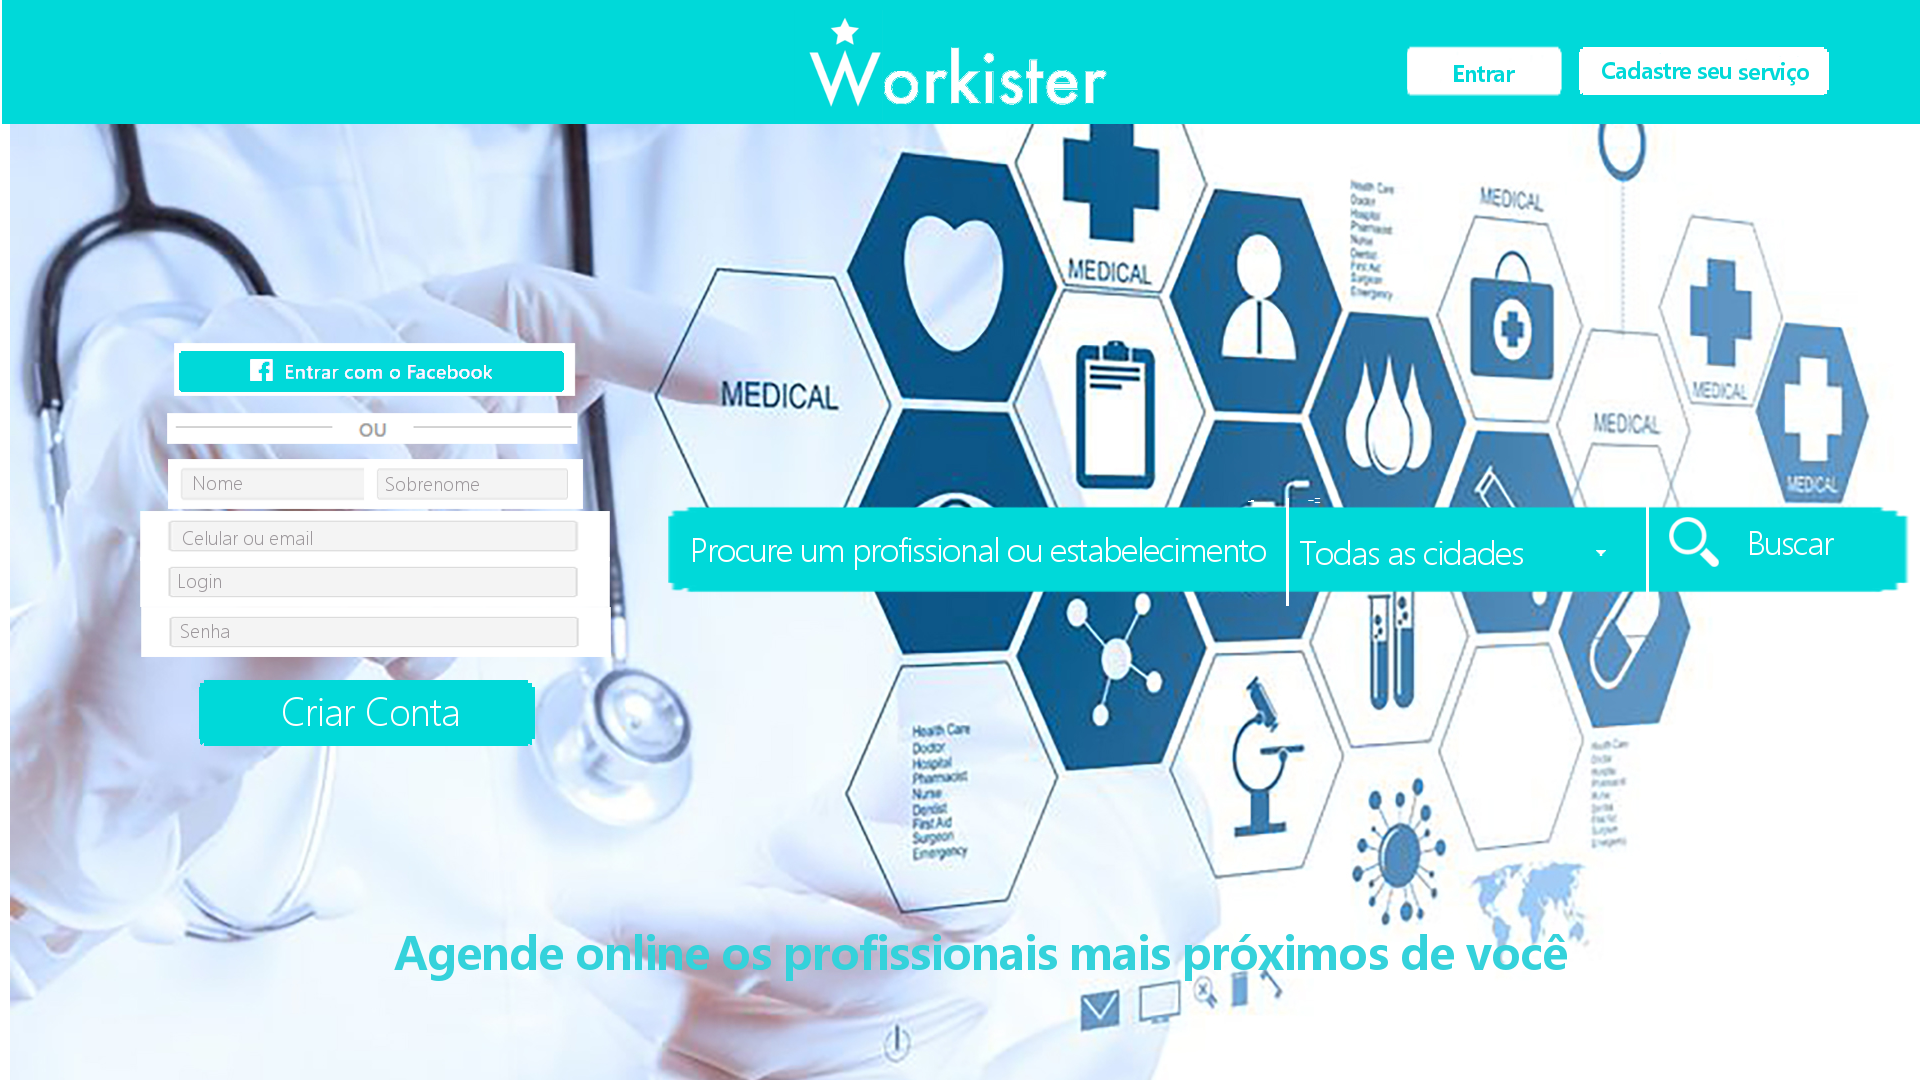 Workister
Entrar
Cadastre seu serviço
MEDICAL
Health Care
Doctor
Hospital
Pharmacist
Nurse
Dentist
First Aid
Surgeon
Emergency
MEDICAL
MEDICAL
MEDICAL
MEDICAL
MEDICAL
MEDICAL
Entrar com o Facebook
OU
Nome
Sobrenome
Celular ou email
Login
Senha
Criar Conta
Procure um profissional ou estabelecimento
Todas as cidades
Buscar
Health Care
Doctor
Hospital
Pharmacist
Nurse
Dentist
First Aid
Surgeon
Emergency
Agende online os profissionais mais próximos de você